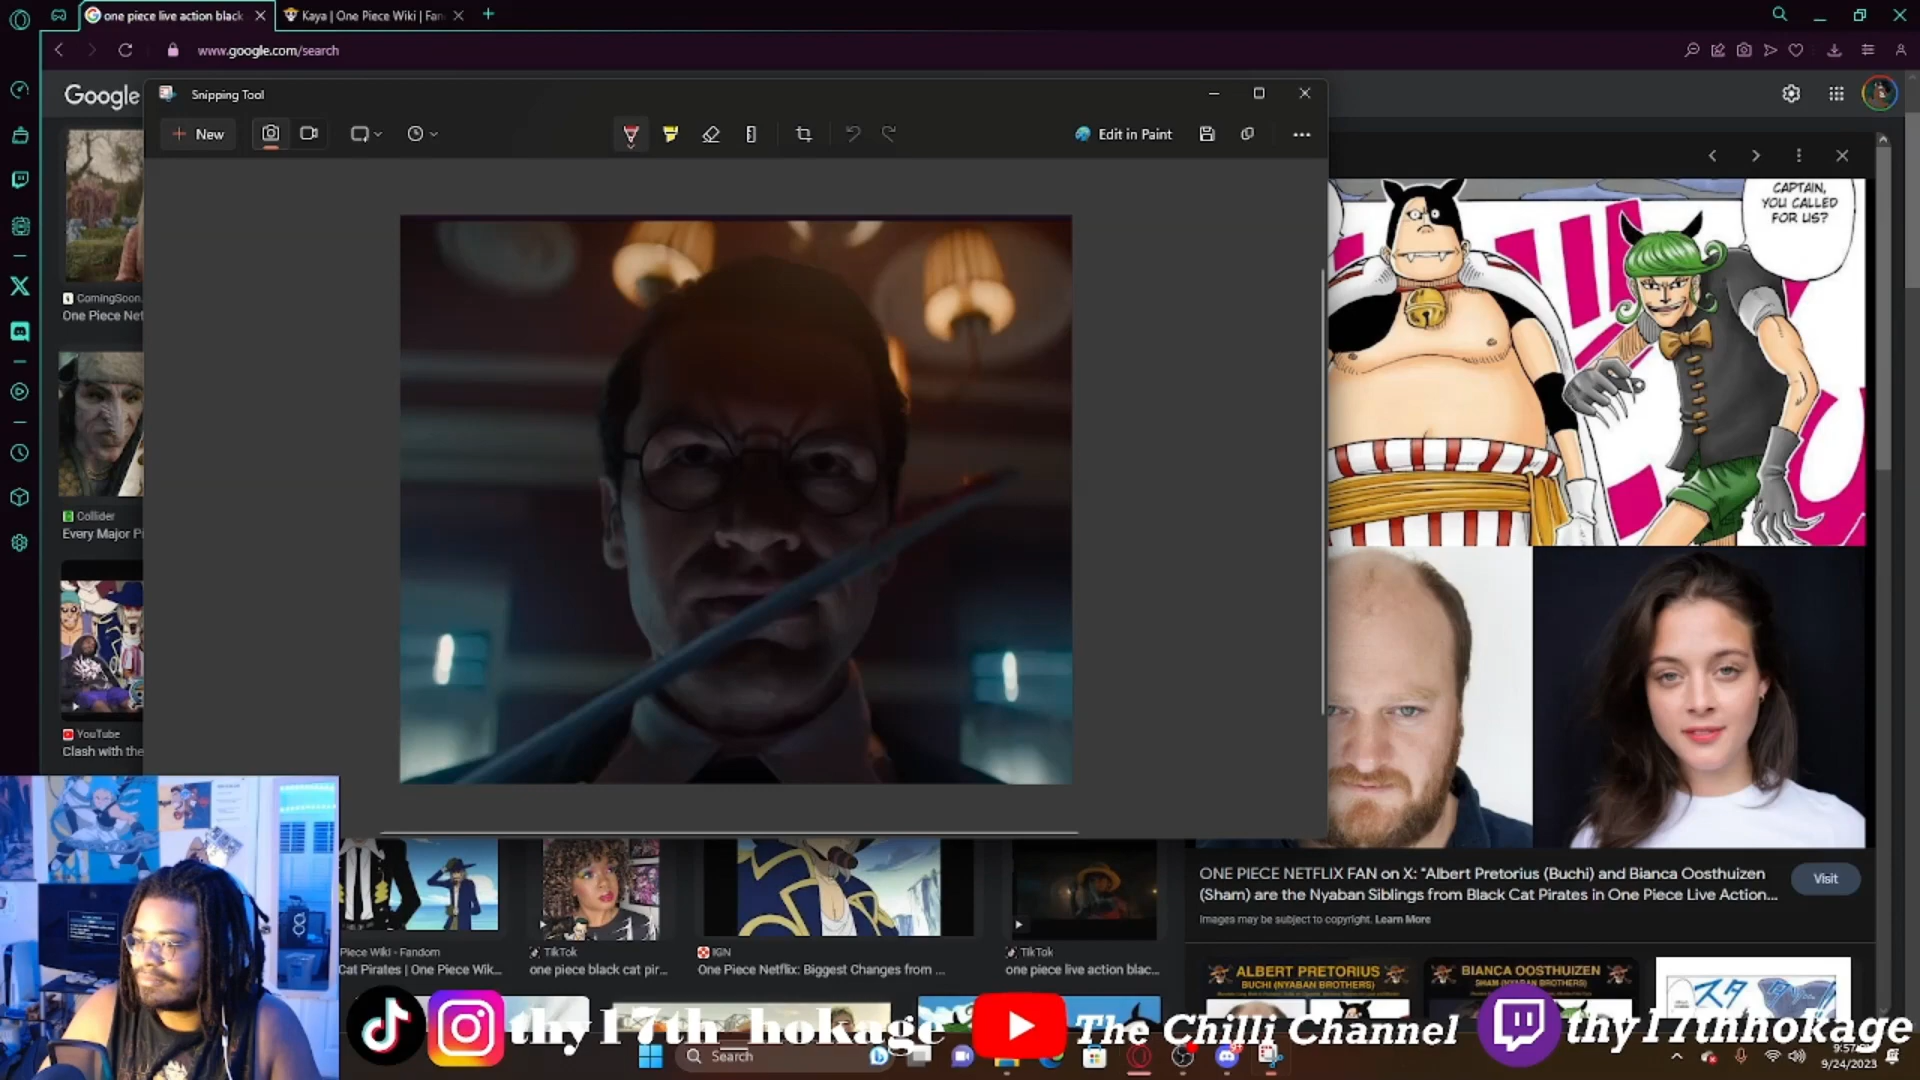 one piece live action black
Kaya | One Piece Wiki | Fan
www.google.com/search
Google
Snipping Tool
New
Edit in Paint
CAPTAIN,
YOU CALLED
FOR US?
ComingSoon.
One Piece Net
Collider
Every Major Pi
YouTube
Clash with the
ONE PIECE NETFLIX FAN on X: "Albert Pretorius (Buchi) and Bianca Oosthuizen
(Sham) are the Nyaban Siblings from Black Cat Pirates in One Piece Live Action...
Visit
Images may be subject to copyright. Learn More
Piece Wiki - Fandom
Cat Pirates | One Piece Wik...
TikTok
one piece black cat pir...
IGN
One Piece Netflix: Biggest Changes from ...
TikTok
one piece live action blac...
ALBERT PRETORIUS
BUCHI (NYABAN BROTHERS)
BIANCA OOSTHUIZEN
SHAM (NYABAN BROTHERS)
スタ
thy17th_hokage
The Chilli Channel
thy17thhokage
Search
9/24/2023